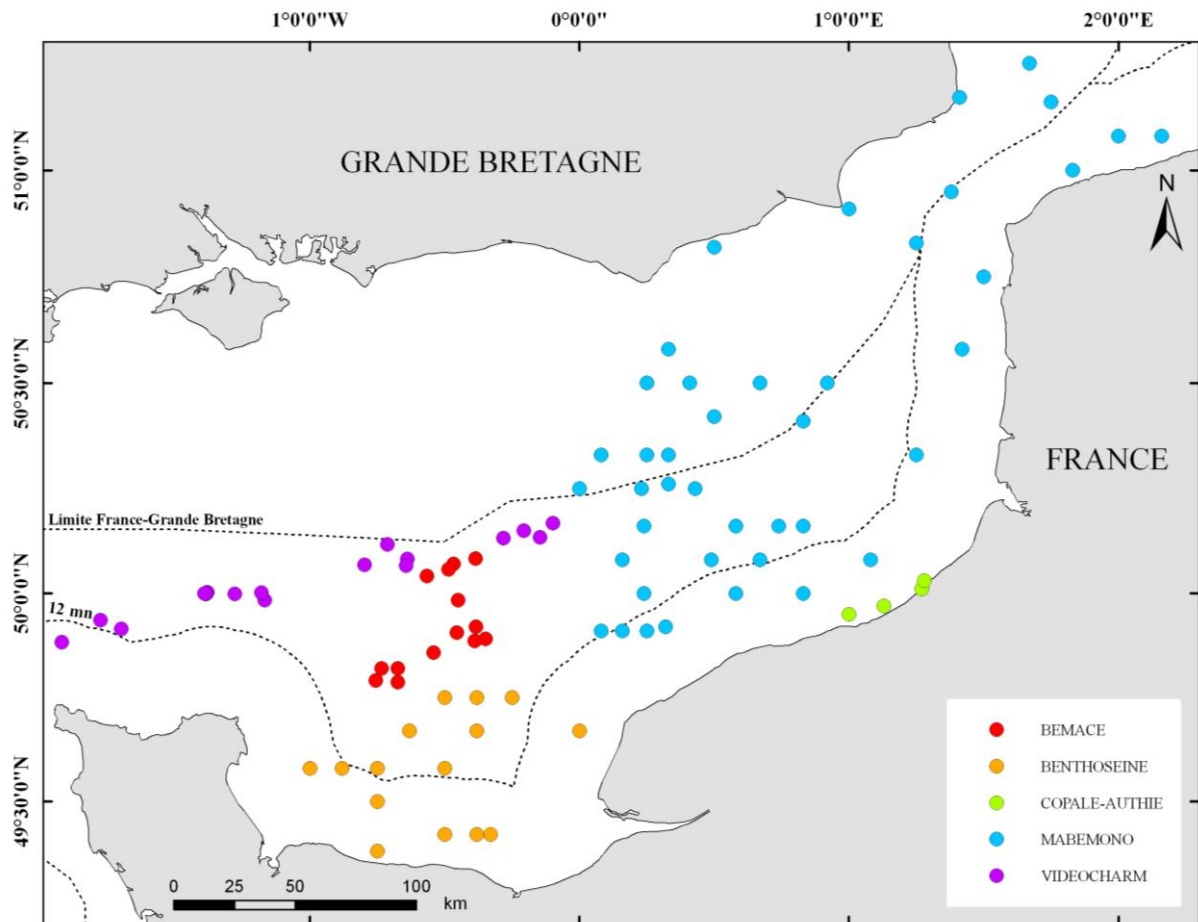 1°0'0"W 0°0'0" 1°0'0"E 2°0'0"E
51°0'0"N
GRANDE BRETAGNE
N
50°30'0"N
FRANCE
Limite France-Grande Bretagne
50°0'0"N
12 mn
49°30'0"N
BEMACE
BENTHOSEINE
COPALE-AUTHIE
MABEMONO
VIDEOCHARM
0 25 50 100
km